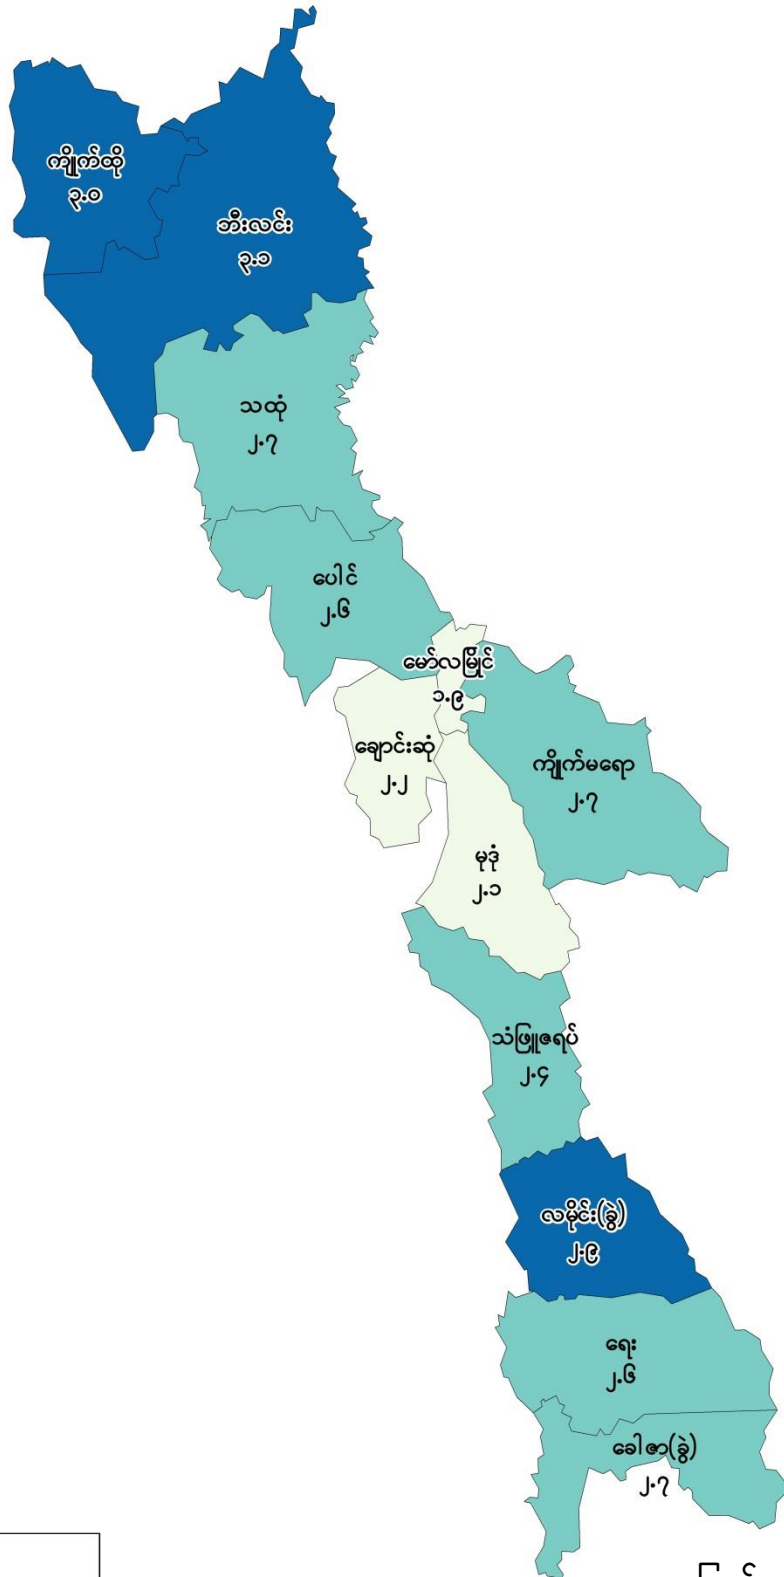 ကျိုက်ထို
၃.၀
ဘီးလင်း
၃.၁
သထုံ
၂.၇
ပေါင်
၂.၆
မော်လမြိုင်
၁.၉
ချောင်းဆုံ
၂.၂
ကျိုက်မရော
၂.၇
မုဒုံ
၂.၁
သံဖြူဇရပ်
၂.၄
လမိုင်း(ခွဲ)
၂.၉
ရေး
၂.၆
ခေါဇာ(ခွဲ)
၂.၇